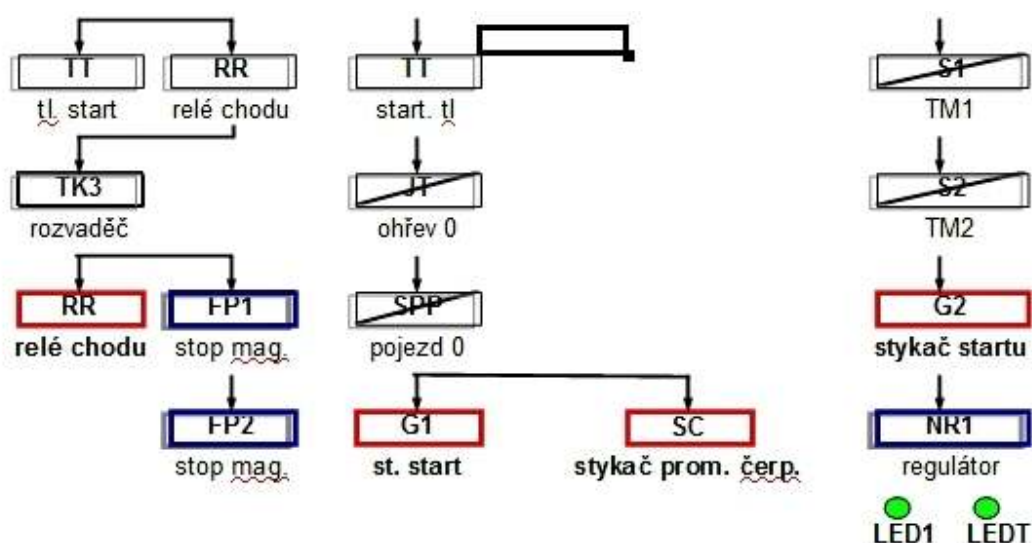 TT RR TT S1
tl. start relé chodu start. tl TM1
TK3 JT S2
rozvaděč ohřev 0 TM2
RR FP1 SPP G2
relé chodu stop mag. pojezd 0 stykač startu
FP2 G1 SC NR1
stop mag. st. start stykač prom. čerp. regulátor
LED1 LEDT